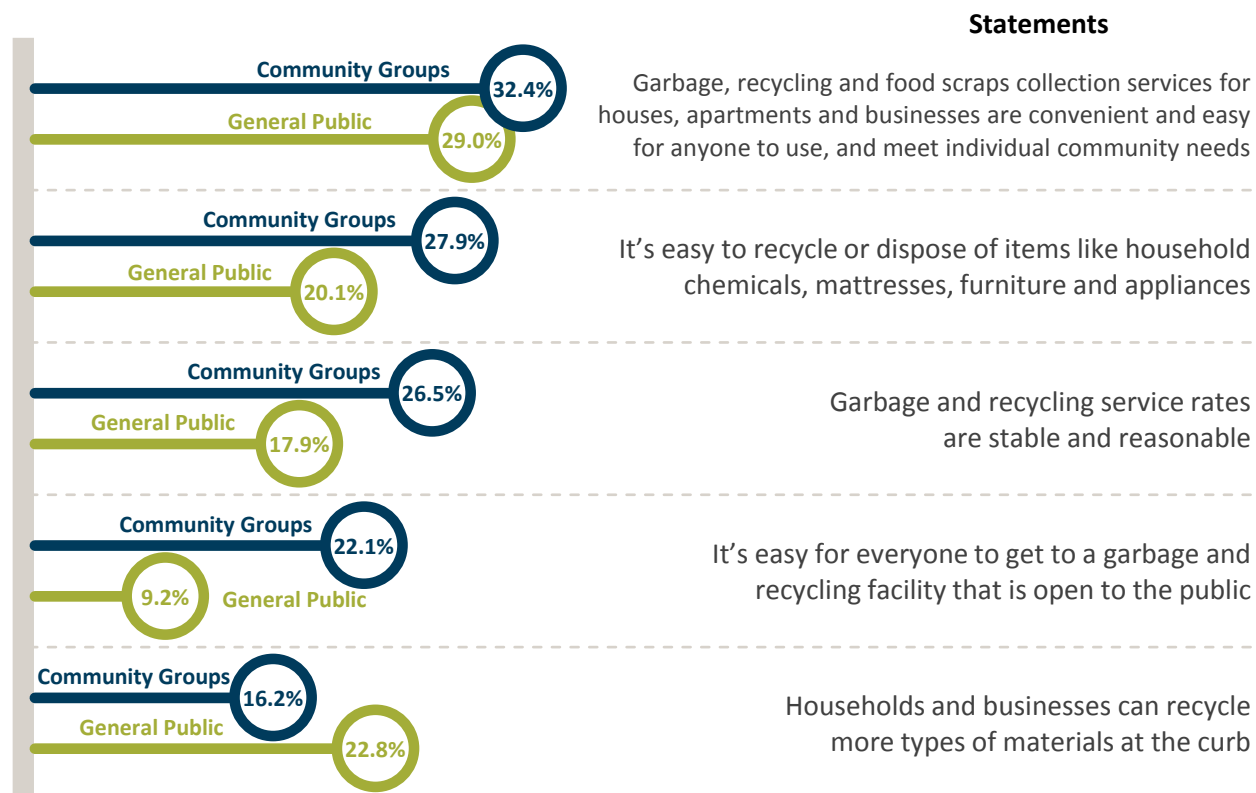 Statements
Community Groups
32.4%
General Public
29.0%
Garbage, recycling and food scraps collection services for
houses, apartments and businesses are convenient and easy
for anyone to use, and meet individual community needs
Community Groups
27.9%
General Public
20.1%
It’s easy to recycle or dispose of items like household
chemicals, mattresses, furniture and appliances
Community Groups
26.5%
General Public
17.9%
Garbage and recycling service rates
are stable and reasonable
Community Groups
22.1%
9.2%
General Public
It’s easy for everyone to get to a garbage and
recycling facility that is open to the public
Community Groups
16.2%
General Public
22.8%
Households and businesses can recycle
more types of materials at the curb